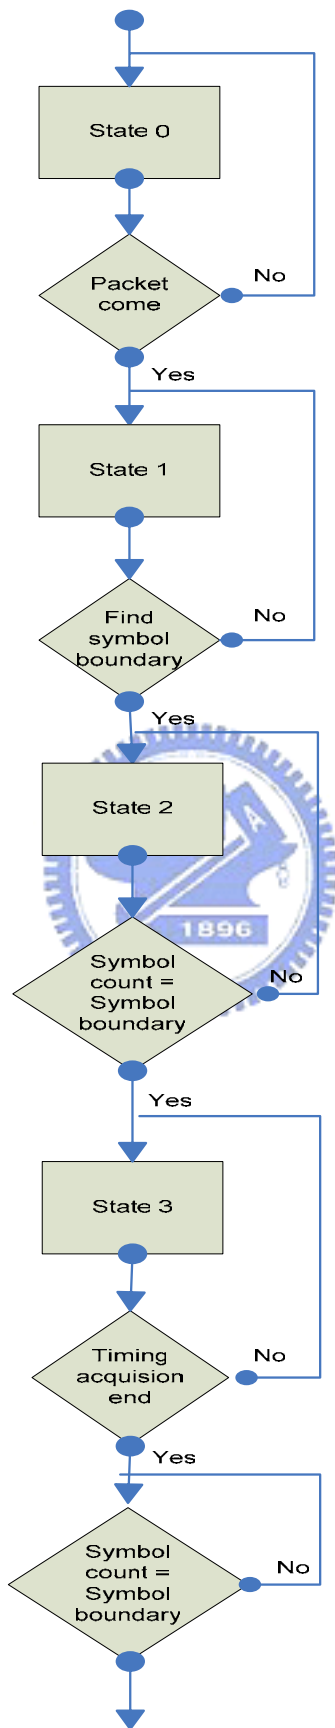 State 0
Packet
come
No
Yes
State 1
Find
symbol
boundary
No
Yes
State 2
A
1896
Symbol
count =
Symbol
boundary
No
Yes
State 3
Timing
acquision
end
No
Yes
Symbol
count =
Symbol
boundary
No